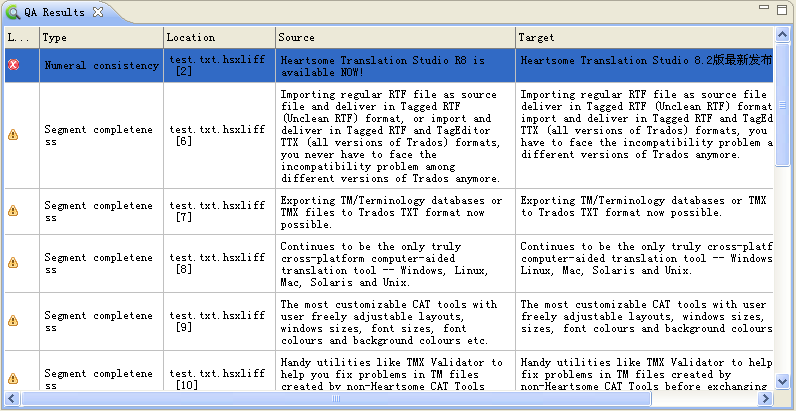 QA Results
L... Type Location Source Target
Numeral consistency test.txt.hsxliff [2] Heartsome Translation Studio R8 is Heartsome Translation Studio 8.2版最新发布
available NOW!
Importing regular RTF file as source Importing regular RTF file as source
file and deliver in Tagged RTF deliver in Tagged RTF (Unclean RTF) format
(Unclean RTF) format, or import and import and deliver in Tagged RTF and
deliver in Tagged RTF and TagEditor TTX (all versions of Trados) formats, you
Segment completene test.txt.hsxliff TTX (all versions of Trados) formats, have to face the incompatibility problem a
ss [6] you never have to face the different versions of Trados anymore.
incompatibility problem among
different versions of Trados anymore.
Exporting TM/Terminology databases or Exporting TM/Terminology databases or TMX
Segment completene test.txt.hsxliff TMX files to Trados TXT format now to Trados TXT format now possible.
ss [7] possible.
Continues to be the only truly Continues to be the only truly cross-platf
Segment completene test.txt.hsxliff cross-platform computer-aided computer-aided translation tool -- Windows,
ss [8] translation tool -- Windows, Linux, Linux, Mac, Solaris and Unix.
Mac, Solaris and Unix.
The most customizable CAT tools with The most customizable CAT tools with user
Segment completene test.txt.hsxliff user freely adjustable layouts, freely adjustable layouts, windows
ss [9] windows sizes, font sizes, font sizes, font colours and background colours
colours and background colours etc.
Handy utilities like TMX Validator to Handy utilities like TMX Validator to help
Segment completene test.txt.hsxliff help you fix problems in TM files fix problems in TM files created by
ss [10] created by non-Heartsome CAT Tools non-Heartsome CAT Tools before exchanging